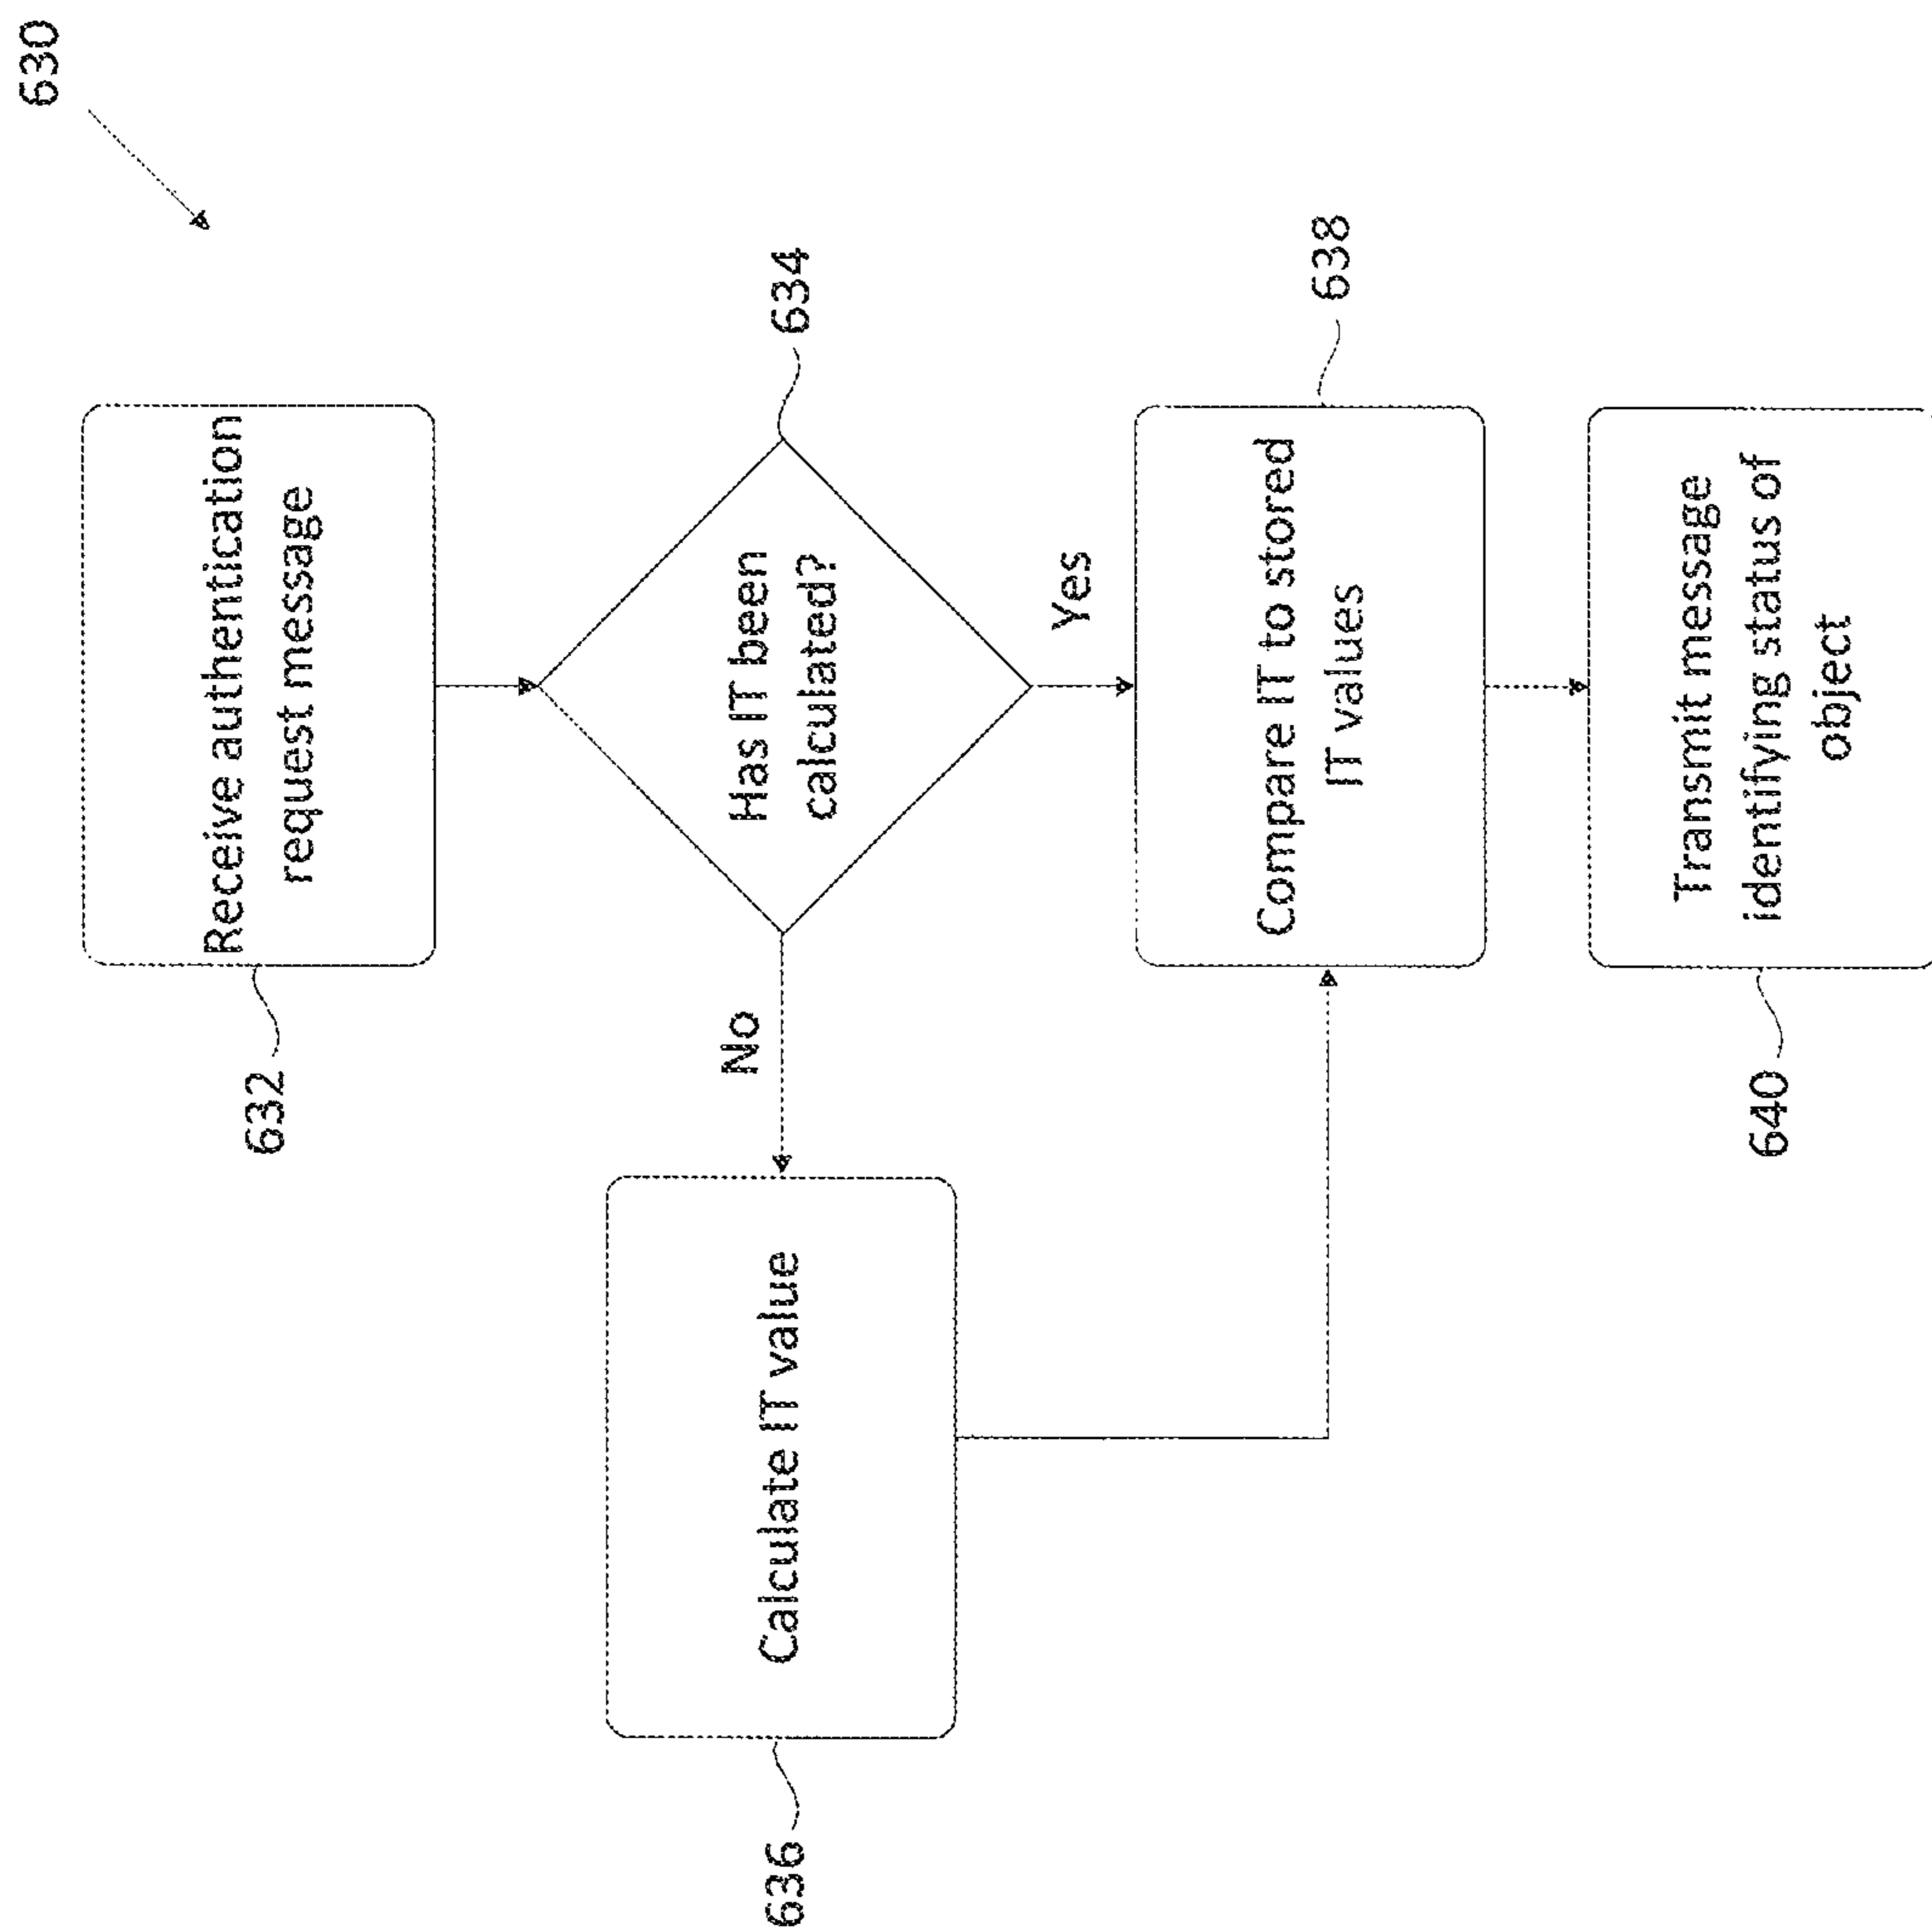 630
632
Receive authentication
request message
634
Has IT been
calculated?
No
Yes
636
Calculate IT value
638
Compare IT to stored
IT values
640
Transmit message
identifying status of
object